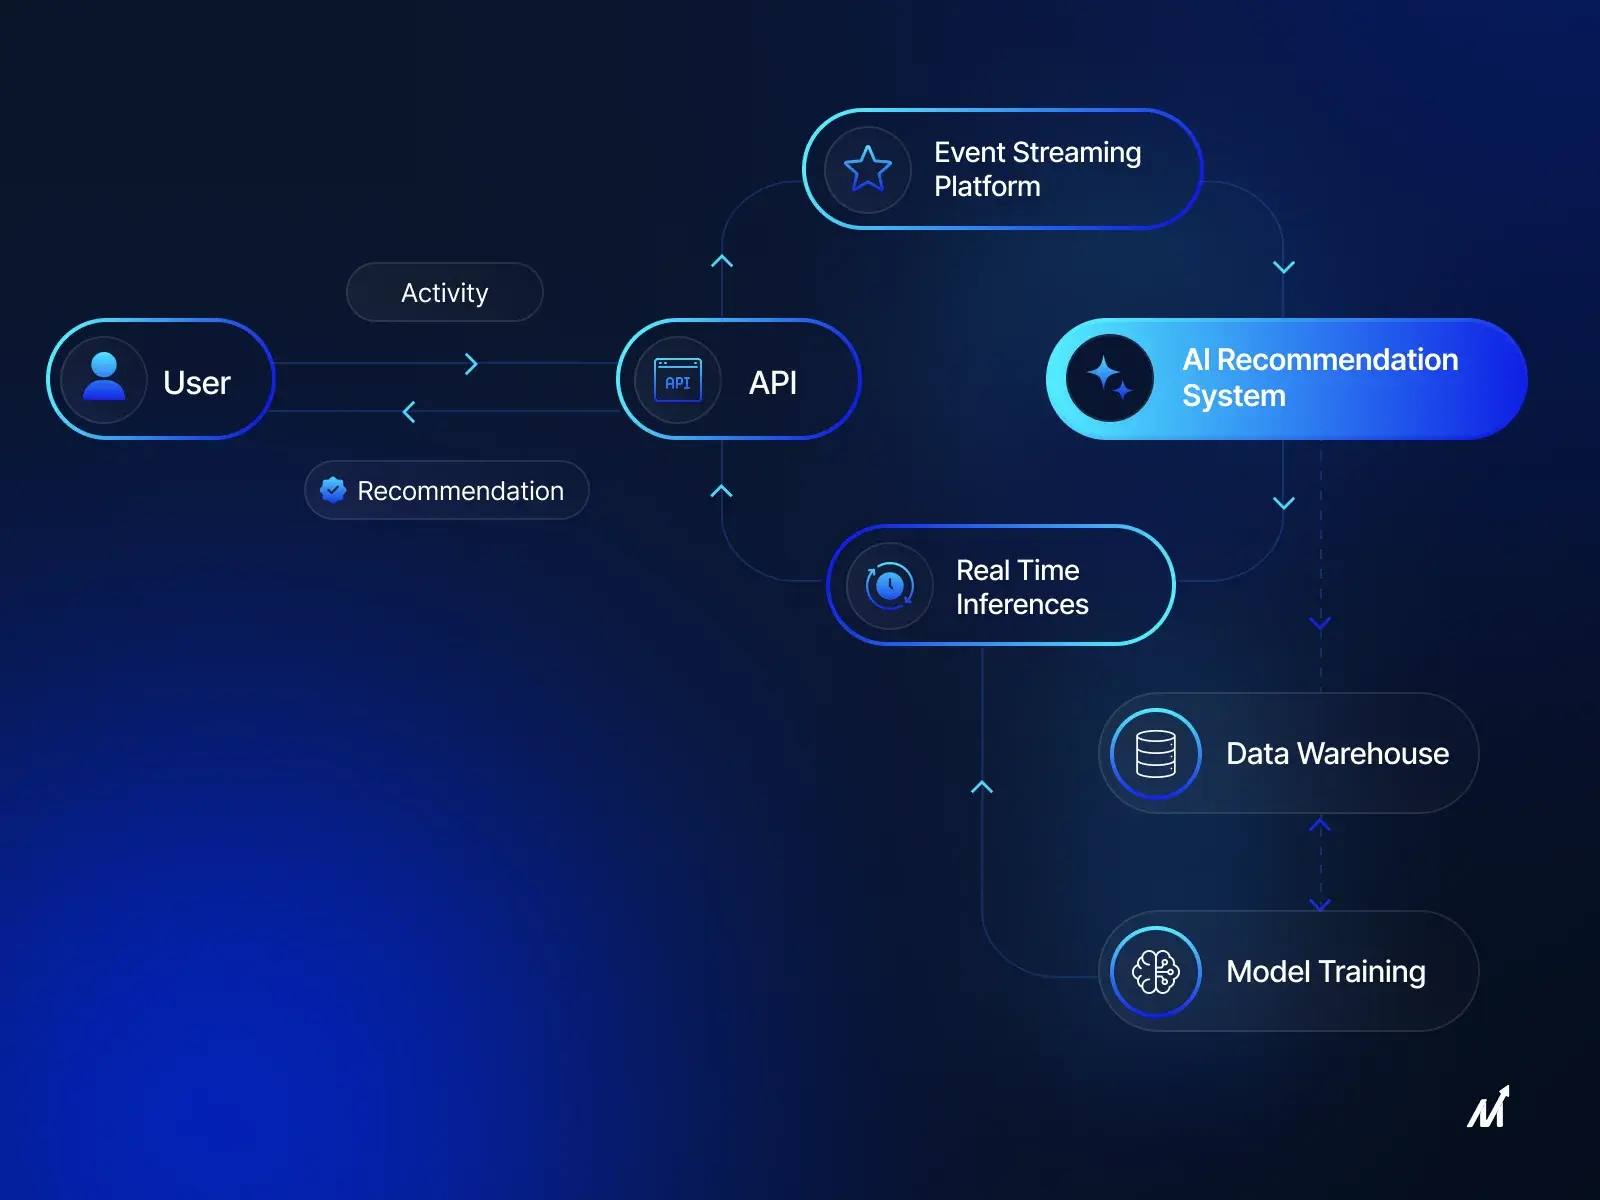 Event Streaming
Platform
Activity
User
API
API
AI Recommendation
System
Recommendation
Real Time
Inferences
Data Warehouse
Model Training